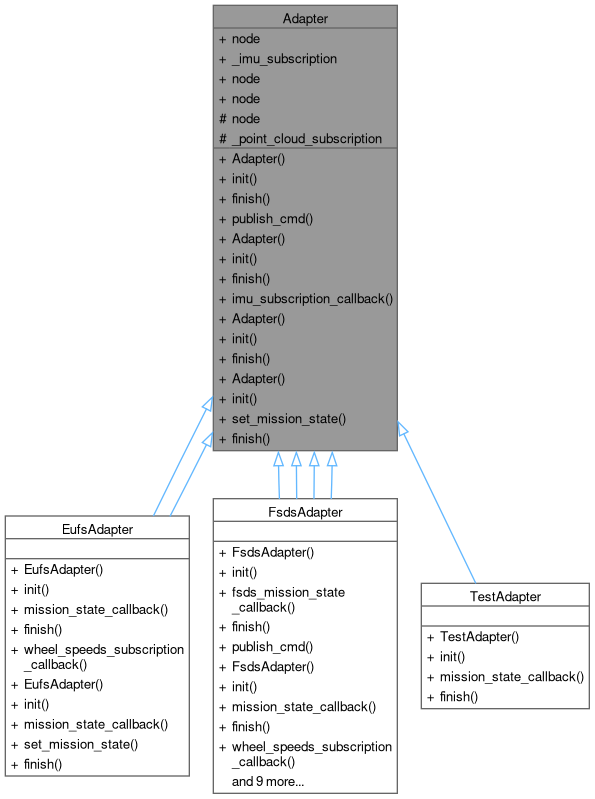 Adapter
+ node
+ _imu_subscription
+ node
+ node
# node
# _point_cloud_subscription
+ Adapter()
+ init()
+ finish()
+ publish_cmd()
+ Adapter()
+ init()
+ finish()
+ imu_subscription_callback()
+ Adapter()
+ init()
+ finish()
+ Adapter()
+ init()
+ set_mission_state()
+ finish()
EufsAdapter
+ EufsAdapter()
+ init()
+ mission_state_callback()
+ finish()
+ wheel_speeds_subscription
_callback()
+ EufsAdapter()
+ init()
+ mission_state_callback()
+ set_mission_state()
+ finish()
FsdsAdapter
+ FsdsAdapter()
+ init()
+ fsds_mission_state
_callback()
+ finish()
+ publish_cmd()
+ FsdsAdapter()
+ init()
+ mission_state_callback()
+ finish()
+ wheel_speeds_subscription
_callback()
and 9 more...
TestAdapter
+ TestAdapter()
+ init()
+ mission_state_callback()
+ finish()